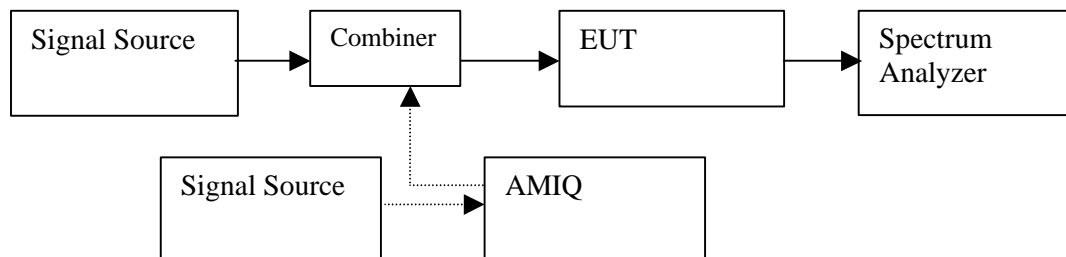 Signal Source
Combiner
EUT
Spectrum
Analyzer
Signal Source
AMIQ